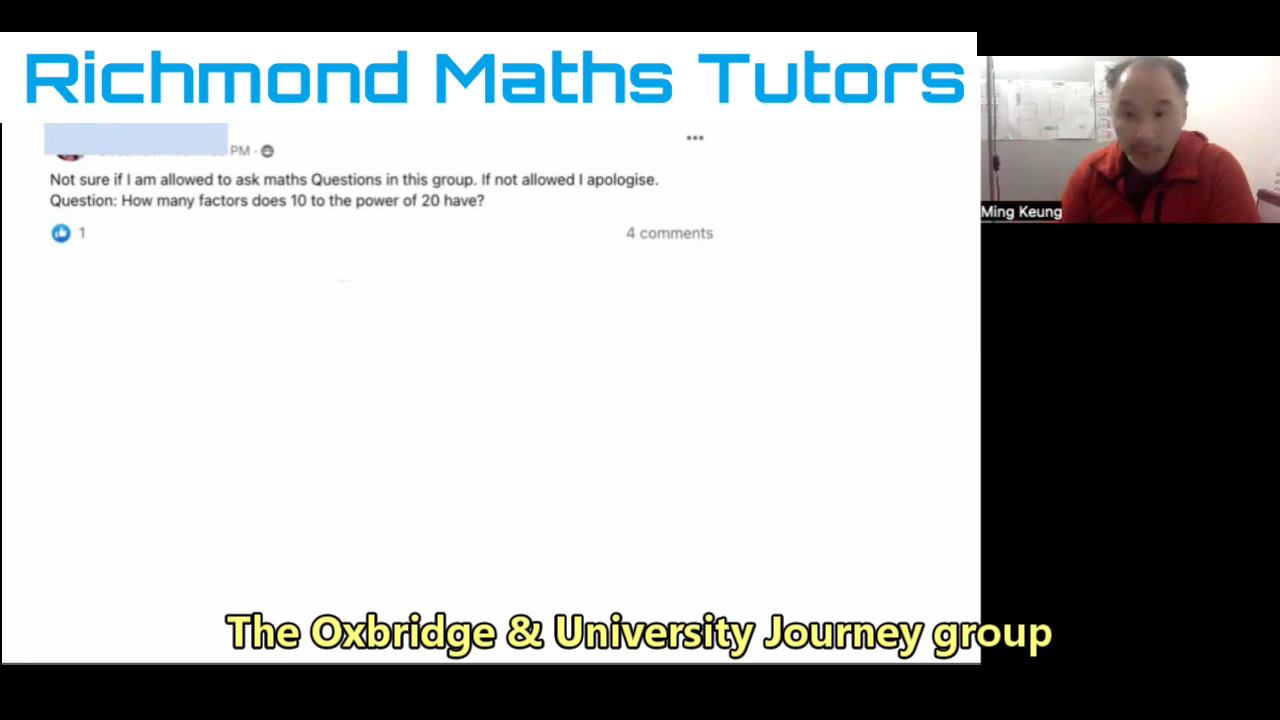 Richmond Maths Tutors
PM ·
Not sure if I am allowed to ask maths Questions in this group. If not allowed I apologise.
Question: How many factors does 10 to the power of 20 have?
1
4 comments
Ming Keung
The Oxbridge & University Journey group